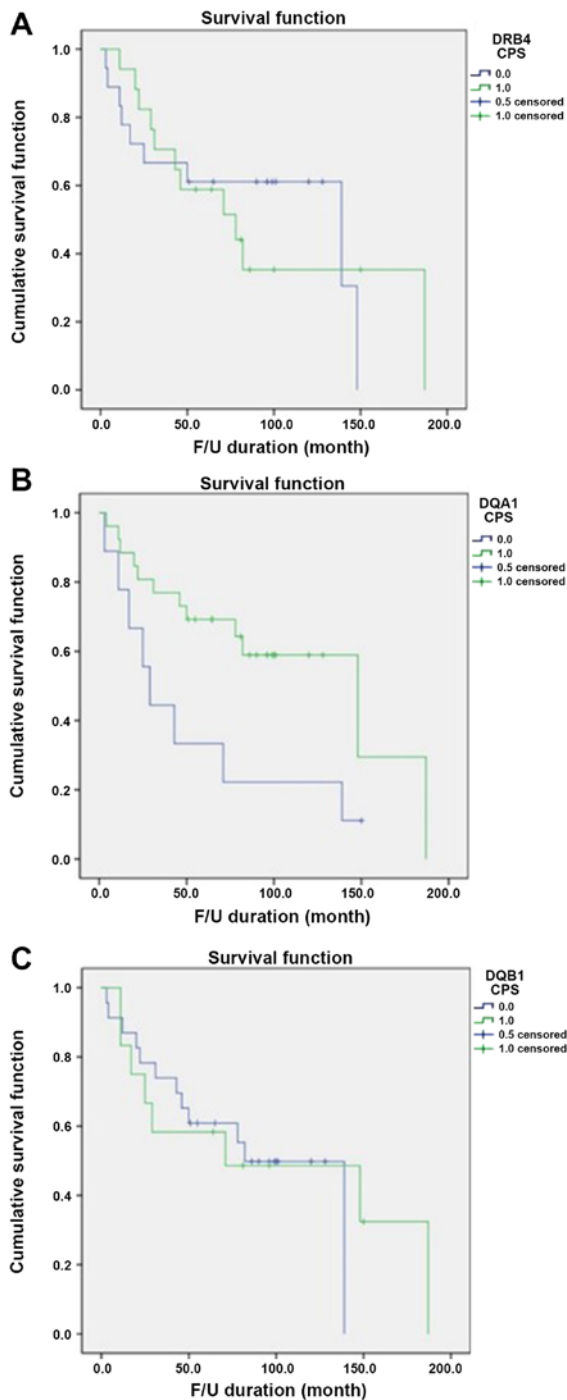 A
Survival function
DRB4
CPS
0.0
1.0
0.5 censored
1.0 censored
Cumulative survival function
1.0
0.8
0.6
0.4
0.2
0.0
0.0 50.0 100.0 150.0 200.0
F/U duration (month)
B
Survival function
DQA1
CPS
0.0
1.0
0.5 censored
1.0 censored
Cumulative survival function
1.0
0.8
0.6
0.4
0.2
0.0
0.0 50.0 100.0 150.0 200.0
F/U duration (month)
C
Survival function
DQB1
CPS
0.0
1.0
0.5 censored
1.0 censored
Cumulative survival function
1.0
0.8
0.6
0.4
0.2
0.0
0.0 50.0 100.0 150.0 200.0
F/U duration (month)